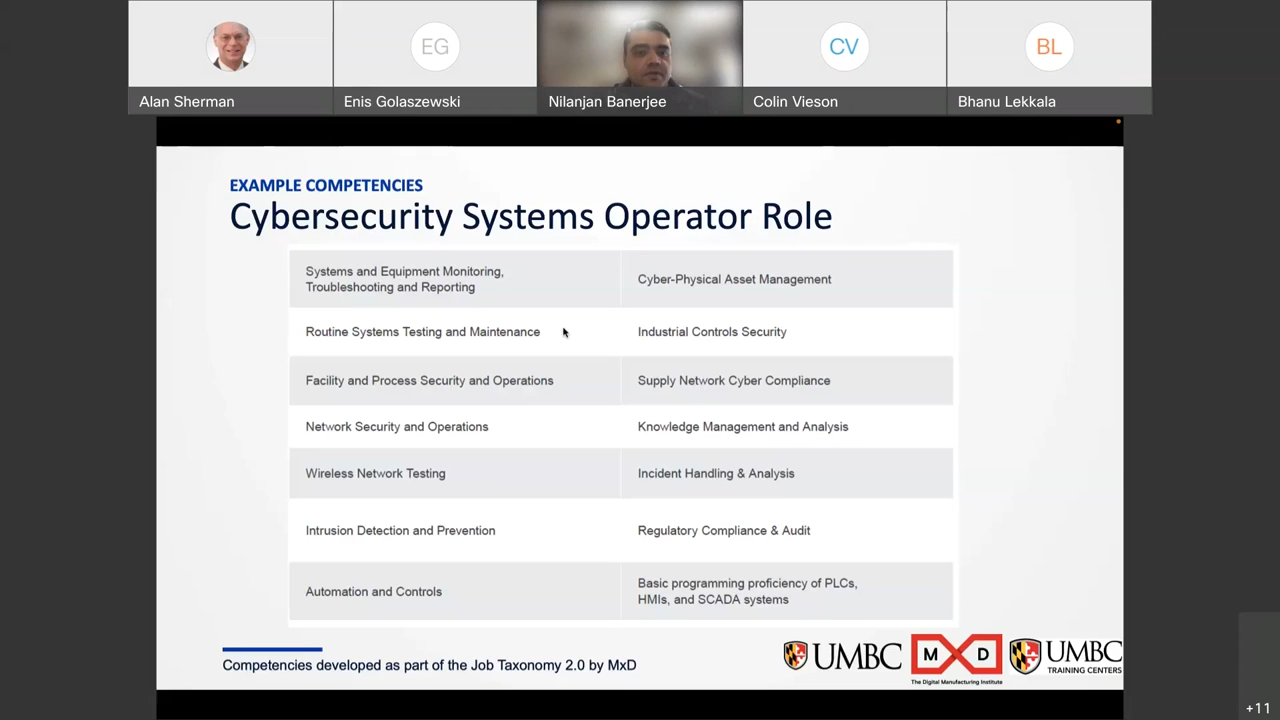 EG
CV
BL
Alan Sherman
Enis Golaszewski
Nilanjan Banerjee
Colin Vieson
Bhanu Lekkala
EXAMPLE COMPETENCIES
Cybersecurity Systems Operator Role
Systems and Equipment Monitoring,
Troubleshooting and Reporting
Cyber-Physical Asset Management
Routine Systems Testing and Maintenance
Industrial Controls Security
Facility and Process Security and Operations
Supply Network Cyber Compliance
Network Security and Operations
Knowledge Management and Analysis
Wireless Network Testing
Incident Handling & Analysis
Intrusion Detection and Prevention
Regulatory Compliance & Audit
Automation and Controls
Basic programming proficiency of PLCs,
HMIs, and SCADA systems
Competencies developed as part of the Job Taxonomy 2.0 by MxD
UMBC
M D
The Digital Manufacturing Institute
UMBC
TRAINING CENTERS
+11